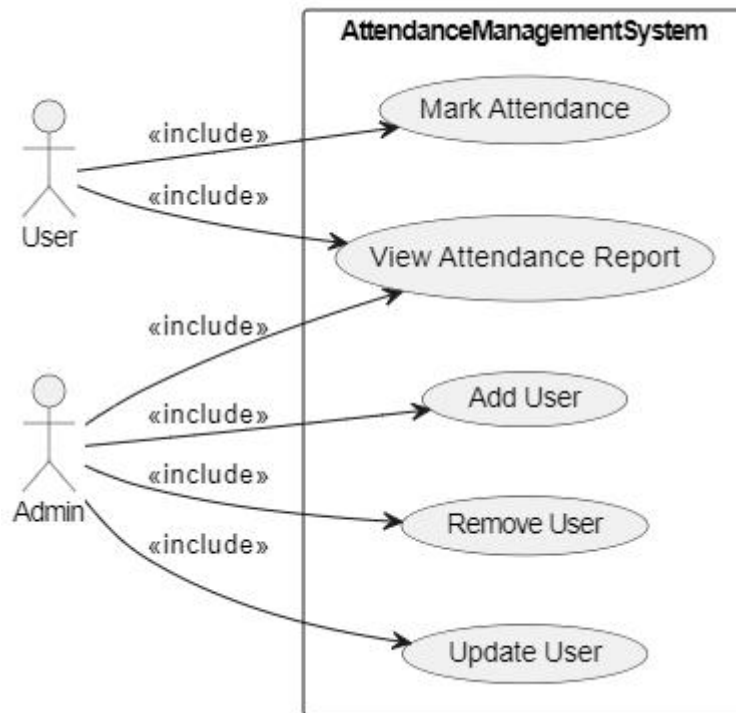 AttendanceManagementSystem
Mark Attendance
«include»
«include»
User
View Attendance Report
«include»
Add User
«include»
Admin
«include»
Remove User
«include»
Update User